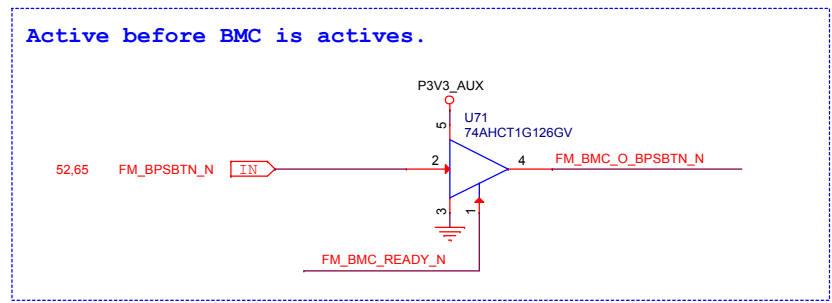 Active before BMC is actives.
P3V3_AUX
5
U71
74AHCT1G126GV
52,65 FM_BPSBTN_N IN 2 4 FM_BMC_O_BPSBTN_N
3 1
FM_BMC_READY_N